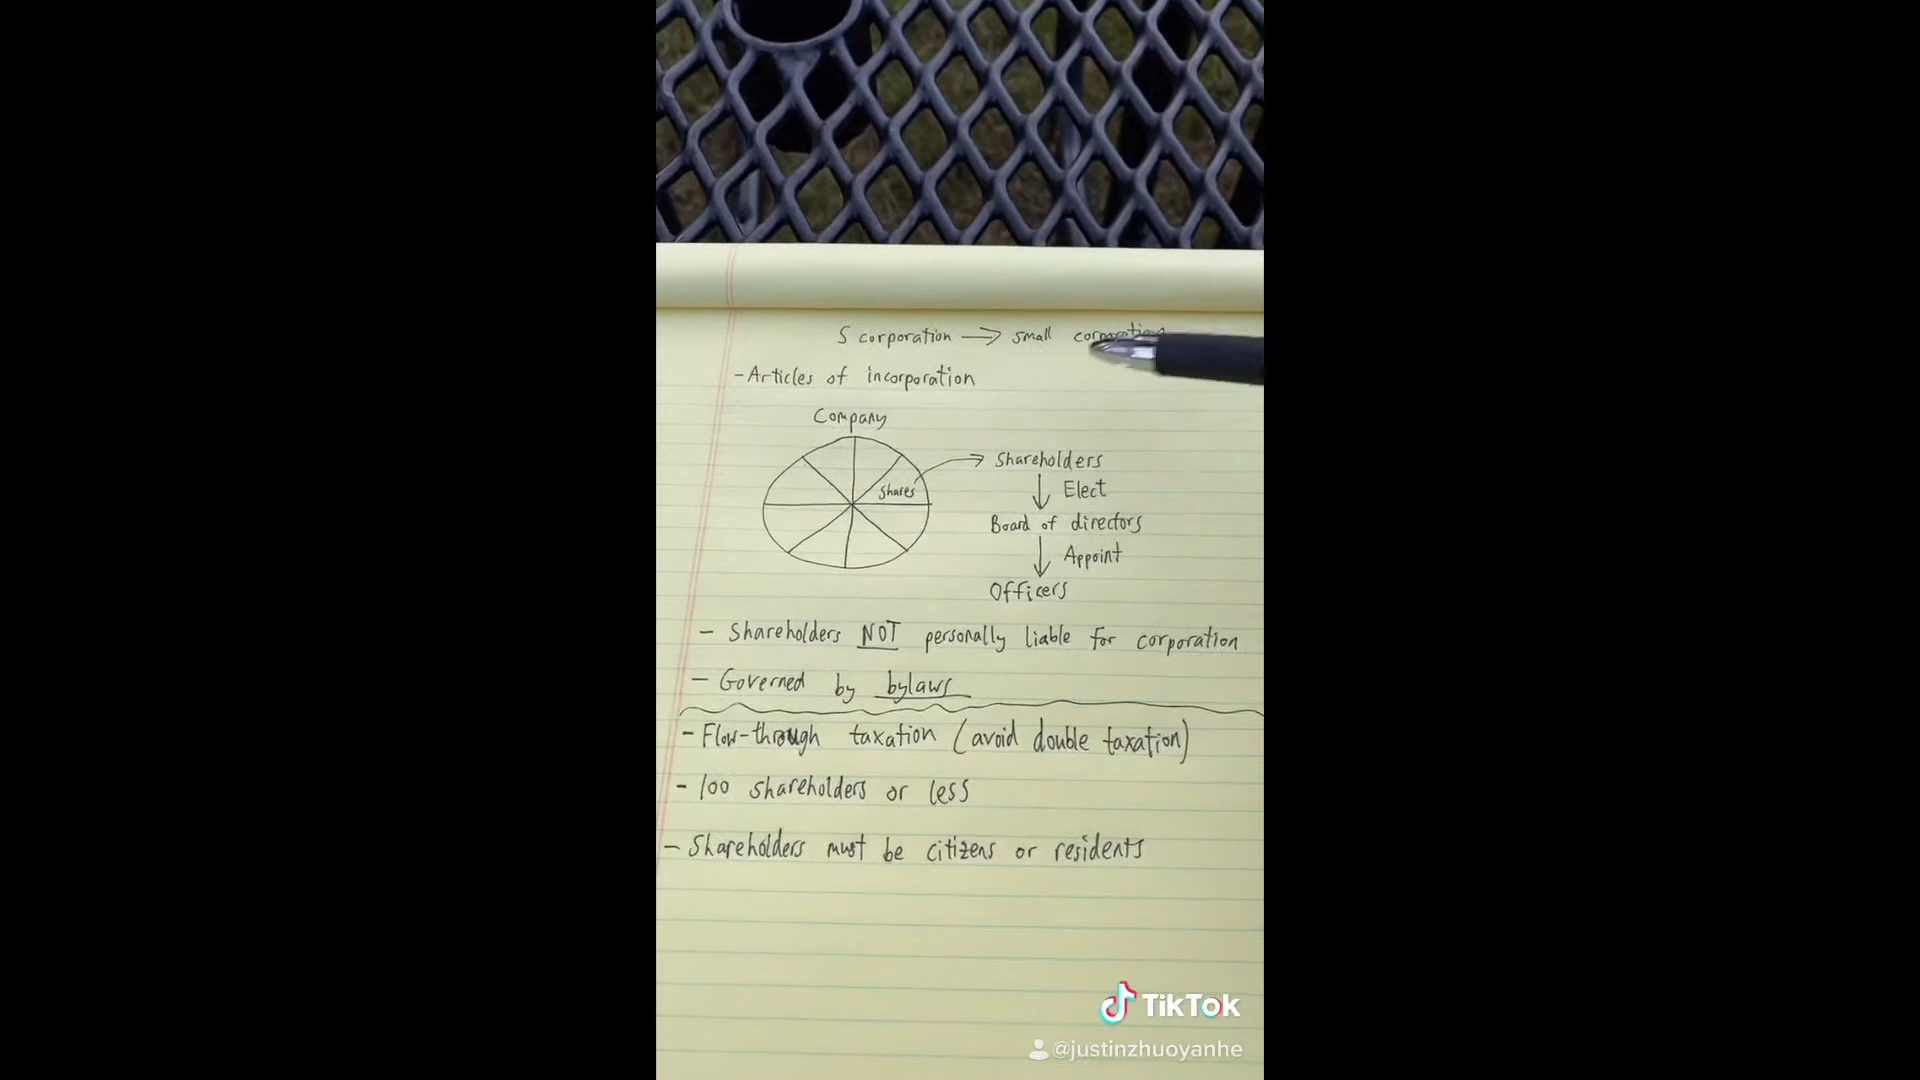 S corporation → small corporation
- Articles of incorporation
Company
Shares
Shareholders
Elect
Board of directors
Appoint
Officers
- Shareholders NOT personally liable for corporation
- Governed by bylaws
- Flow-through taxation (avoid double taxation)
- 100 shareholders or less
- Shareholders must be citizens or residents
TikTok
@justinzhuoyanhe